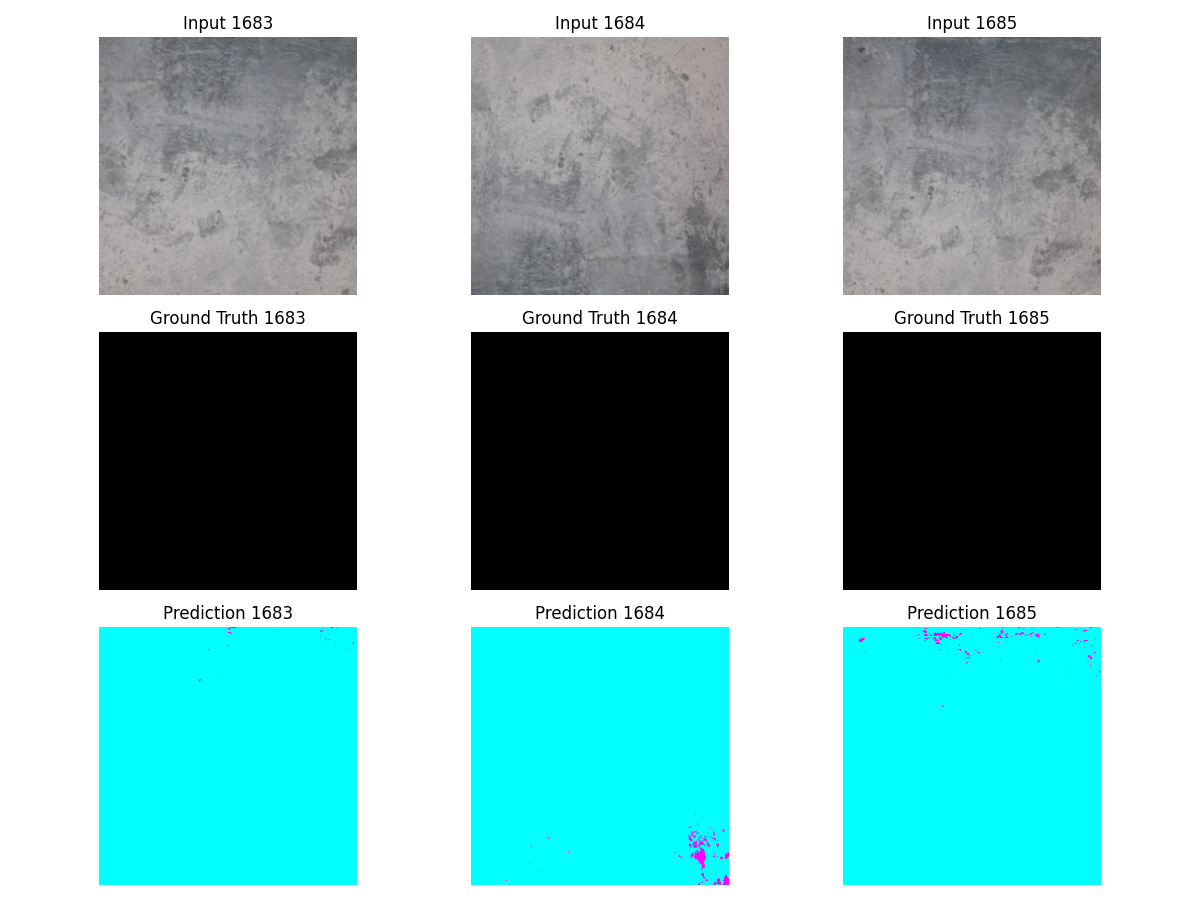 Input 1683
Input 1684
Input 1685
Ground Truth 1683
Ground Truth 1684
Ground Truth 1685
Prediction 1683
Prediction 1684
Prediction 1685